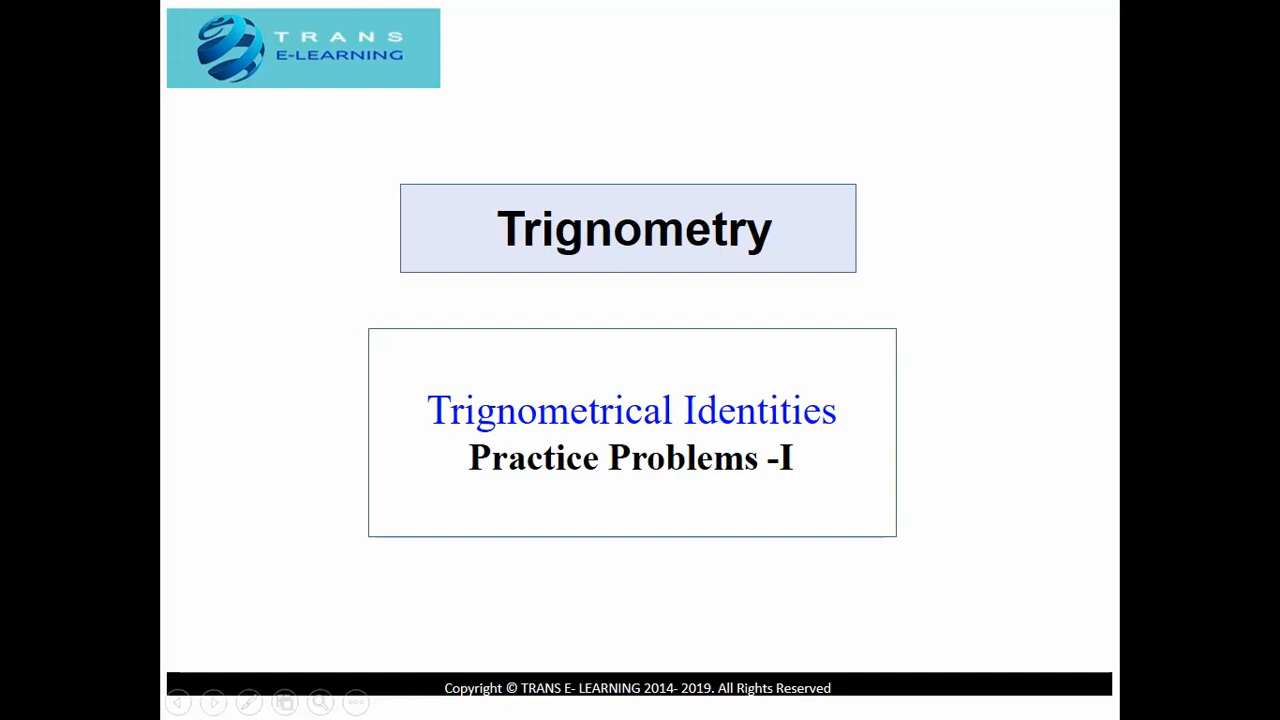 TRANS
E-LEARNING
Trignometry
Trignometrical Identities
Practice Problems -I
Copyright © TRANS E- LEARNING 2014- 2019. All Rights Reserved